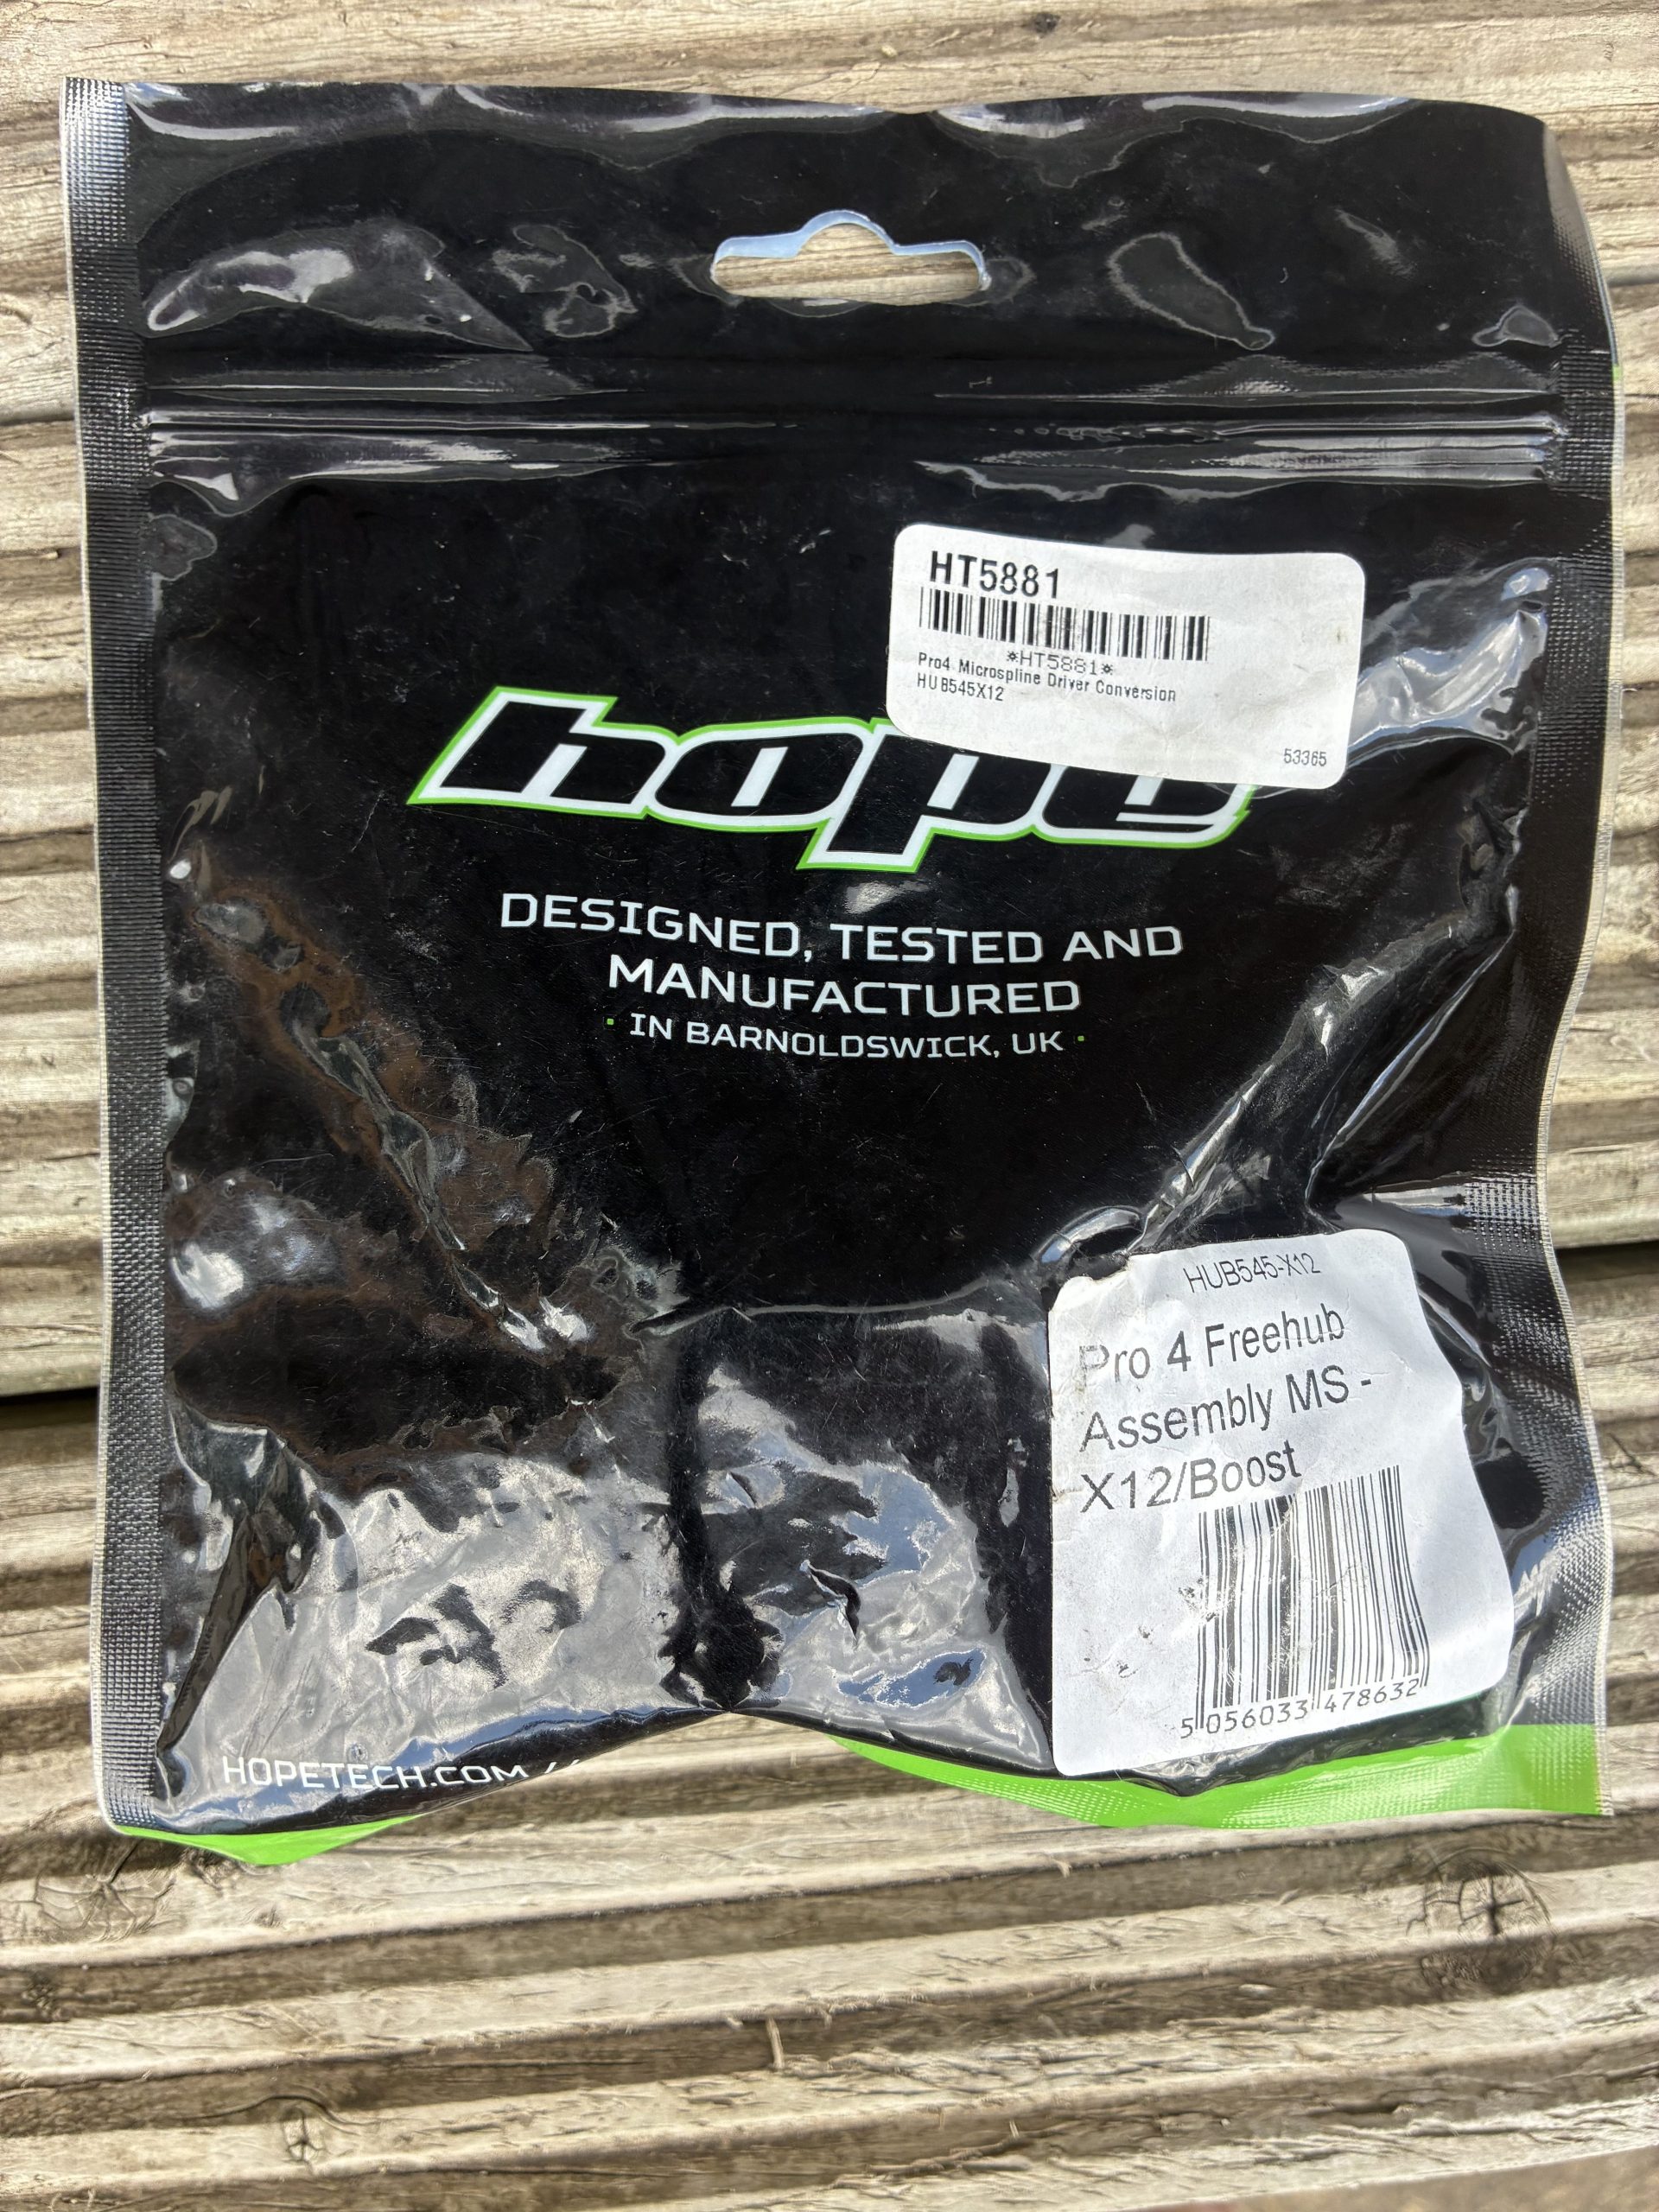 HT5881
*HT5881*
Pro4 Microspline Driver Conversion
HUB545X12
53365
hope
DESIGNED, TESTED AND
MANUFACTURED
· IN BARNOLDSWICK, UK ·
HUB545-X12
Pro 4 Freehub
Assembly MS -
X12/Boost
5 056033 478632
HOPETECH.COM //